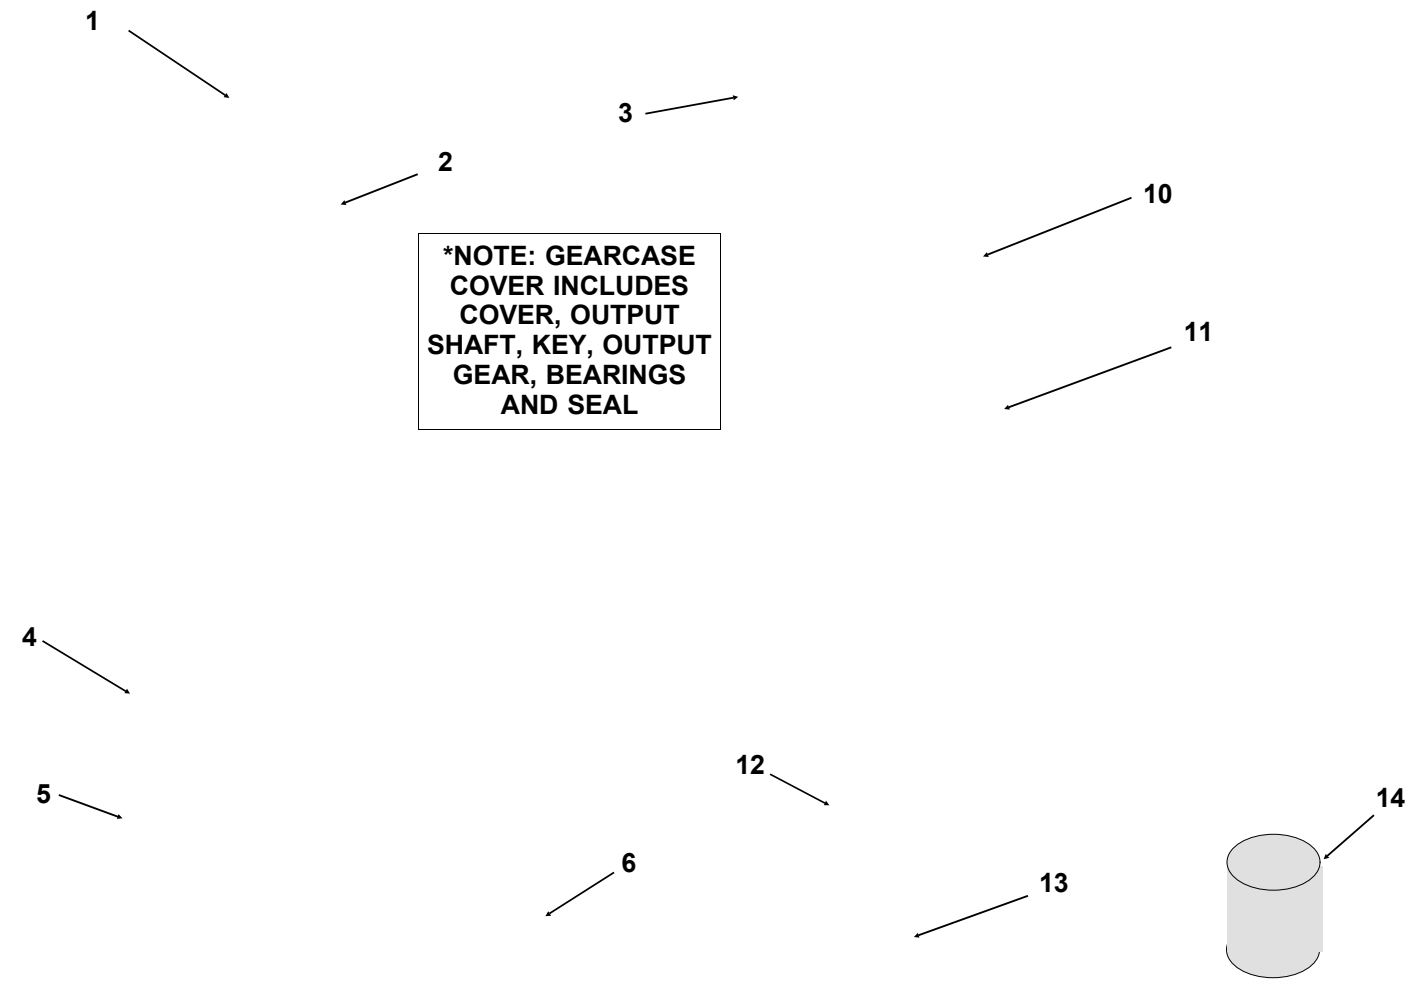 1
3
2
10
*NOTE: GEARCASE
COVER INCLUDES
COVER, OUTPUT
SHAFT, KEY, OUTPUT
GEAR, BEARINGS
AND SEAL
11
4
12
5
14
6
13